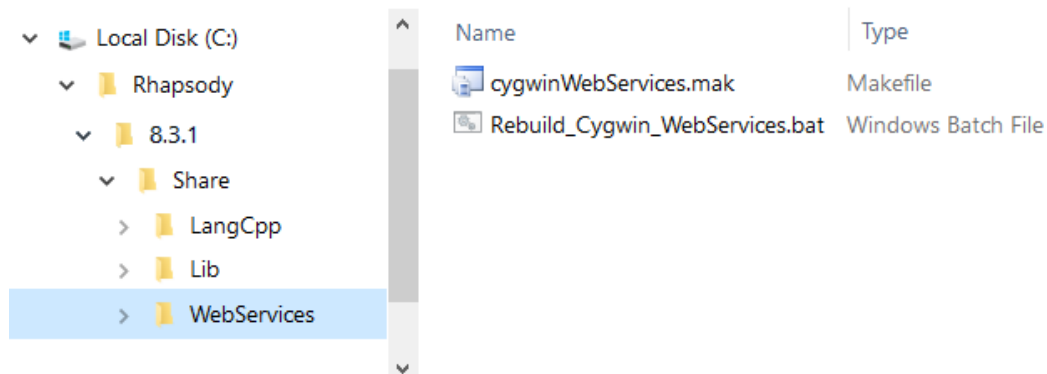 Local Disk (C:)
Rhapsody
8.3.1
Share
LangCpp
Lib
WebServices
Name Type
cygwinWebServices.mak Makefile
Rebuild_Cygwin_WebServices.bat Windows Batch File